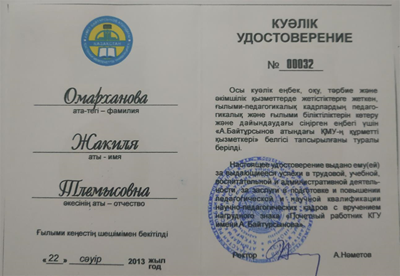 Омарханова
ата-тегі – фамилия
Жакиля
аты - имя
Тлемысовна
әкесінің аты – отчество
Ғылыми кеңестің шешімімен бекітілді
«22» сәуір 2013 жыл
год
КУӘЛІК
УДОСТОВЕРЕНИЕ
№ 00032
Осы куәлік еңбек, оқу, тәрбие және
әкімшілік қызметтерде жетістіктерге жеткен,
ғылыми-педагогикалық кадрлардың педаго-
гикалық және ғылыми біліктіліктерін көтеру
және дайындаудағы сіңірген еңбегі үшін
«А.Байтұрсынов атындағы ҚМУ-ң құрметті
қызметкері» белгісі тапсырылғаны туралы
берілді.
Настоящее удостоверение выдано ему(ей)
за выдающиеся успехи в трудовой, учебной,
воспитательной и административной деятель-
ности, за заслуги в подготовке и повышении
педагогической и научной квалификации
научно-педагогических кадров с вручением
нагрудного знака «Почетный работник КГУ
имени А.Байтурсынова».
Ректор А.Нәметов